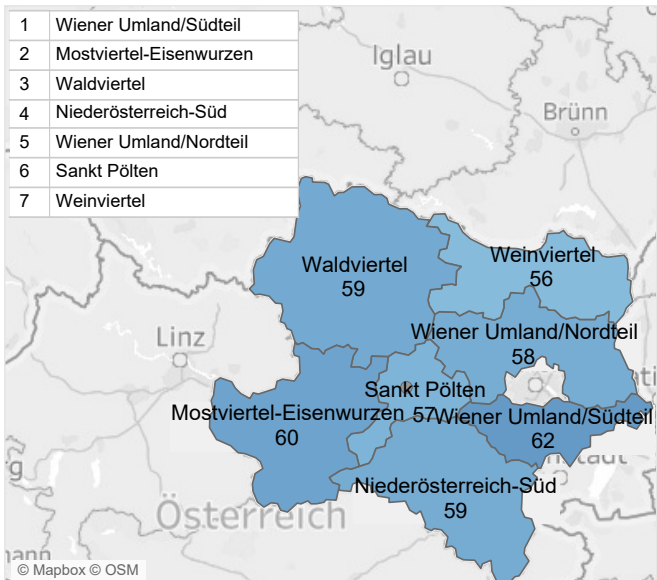 1 Wiener Umland/Südteil
2 Mostviertel-Eisenwurzen
3 Waldviertel
4 Niederösterreich-Süd
5 Wiener Umland/Nordteil
6 Sankt Pölten
7 Weinviertel
Iglau
Brünn
Waldviertel
59
Weinviertel
56
Linz
Wiener Umland/Nordteil
58
Sankt Pölten
57
Mostviertel-Eisenwurzen
60
Wiener Umland/Südteil
62
Niederösterreich-Süd
59
Österreich
© Mapbox © OSM